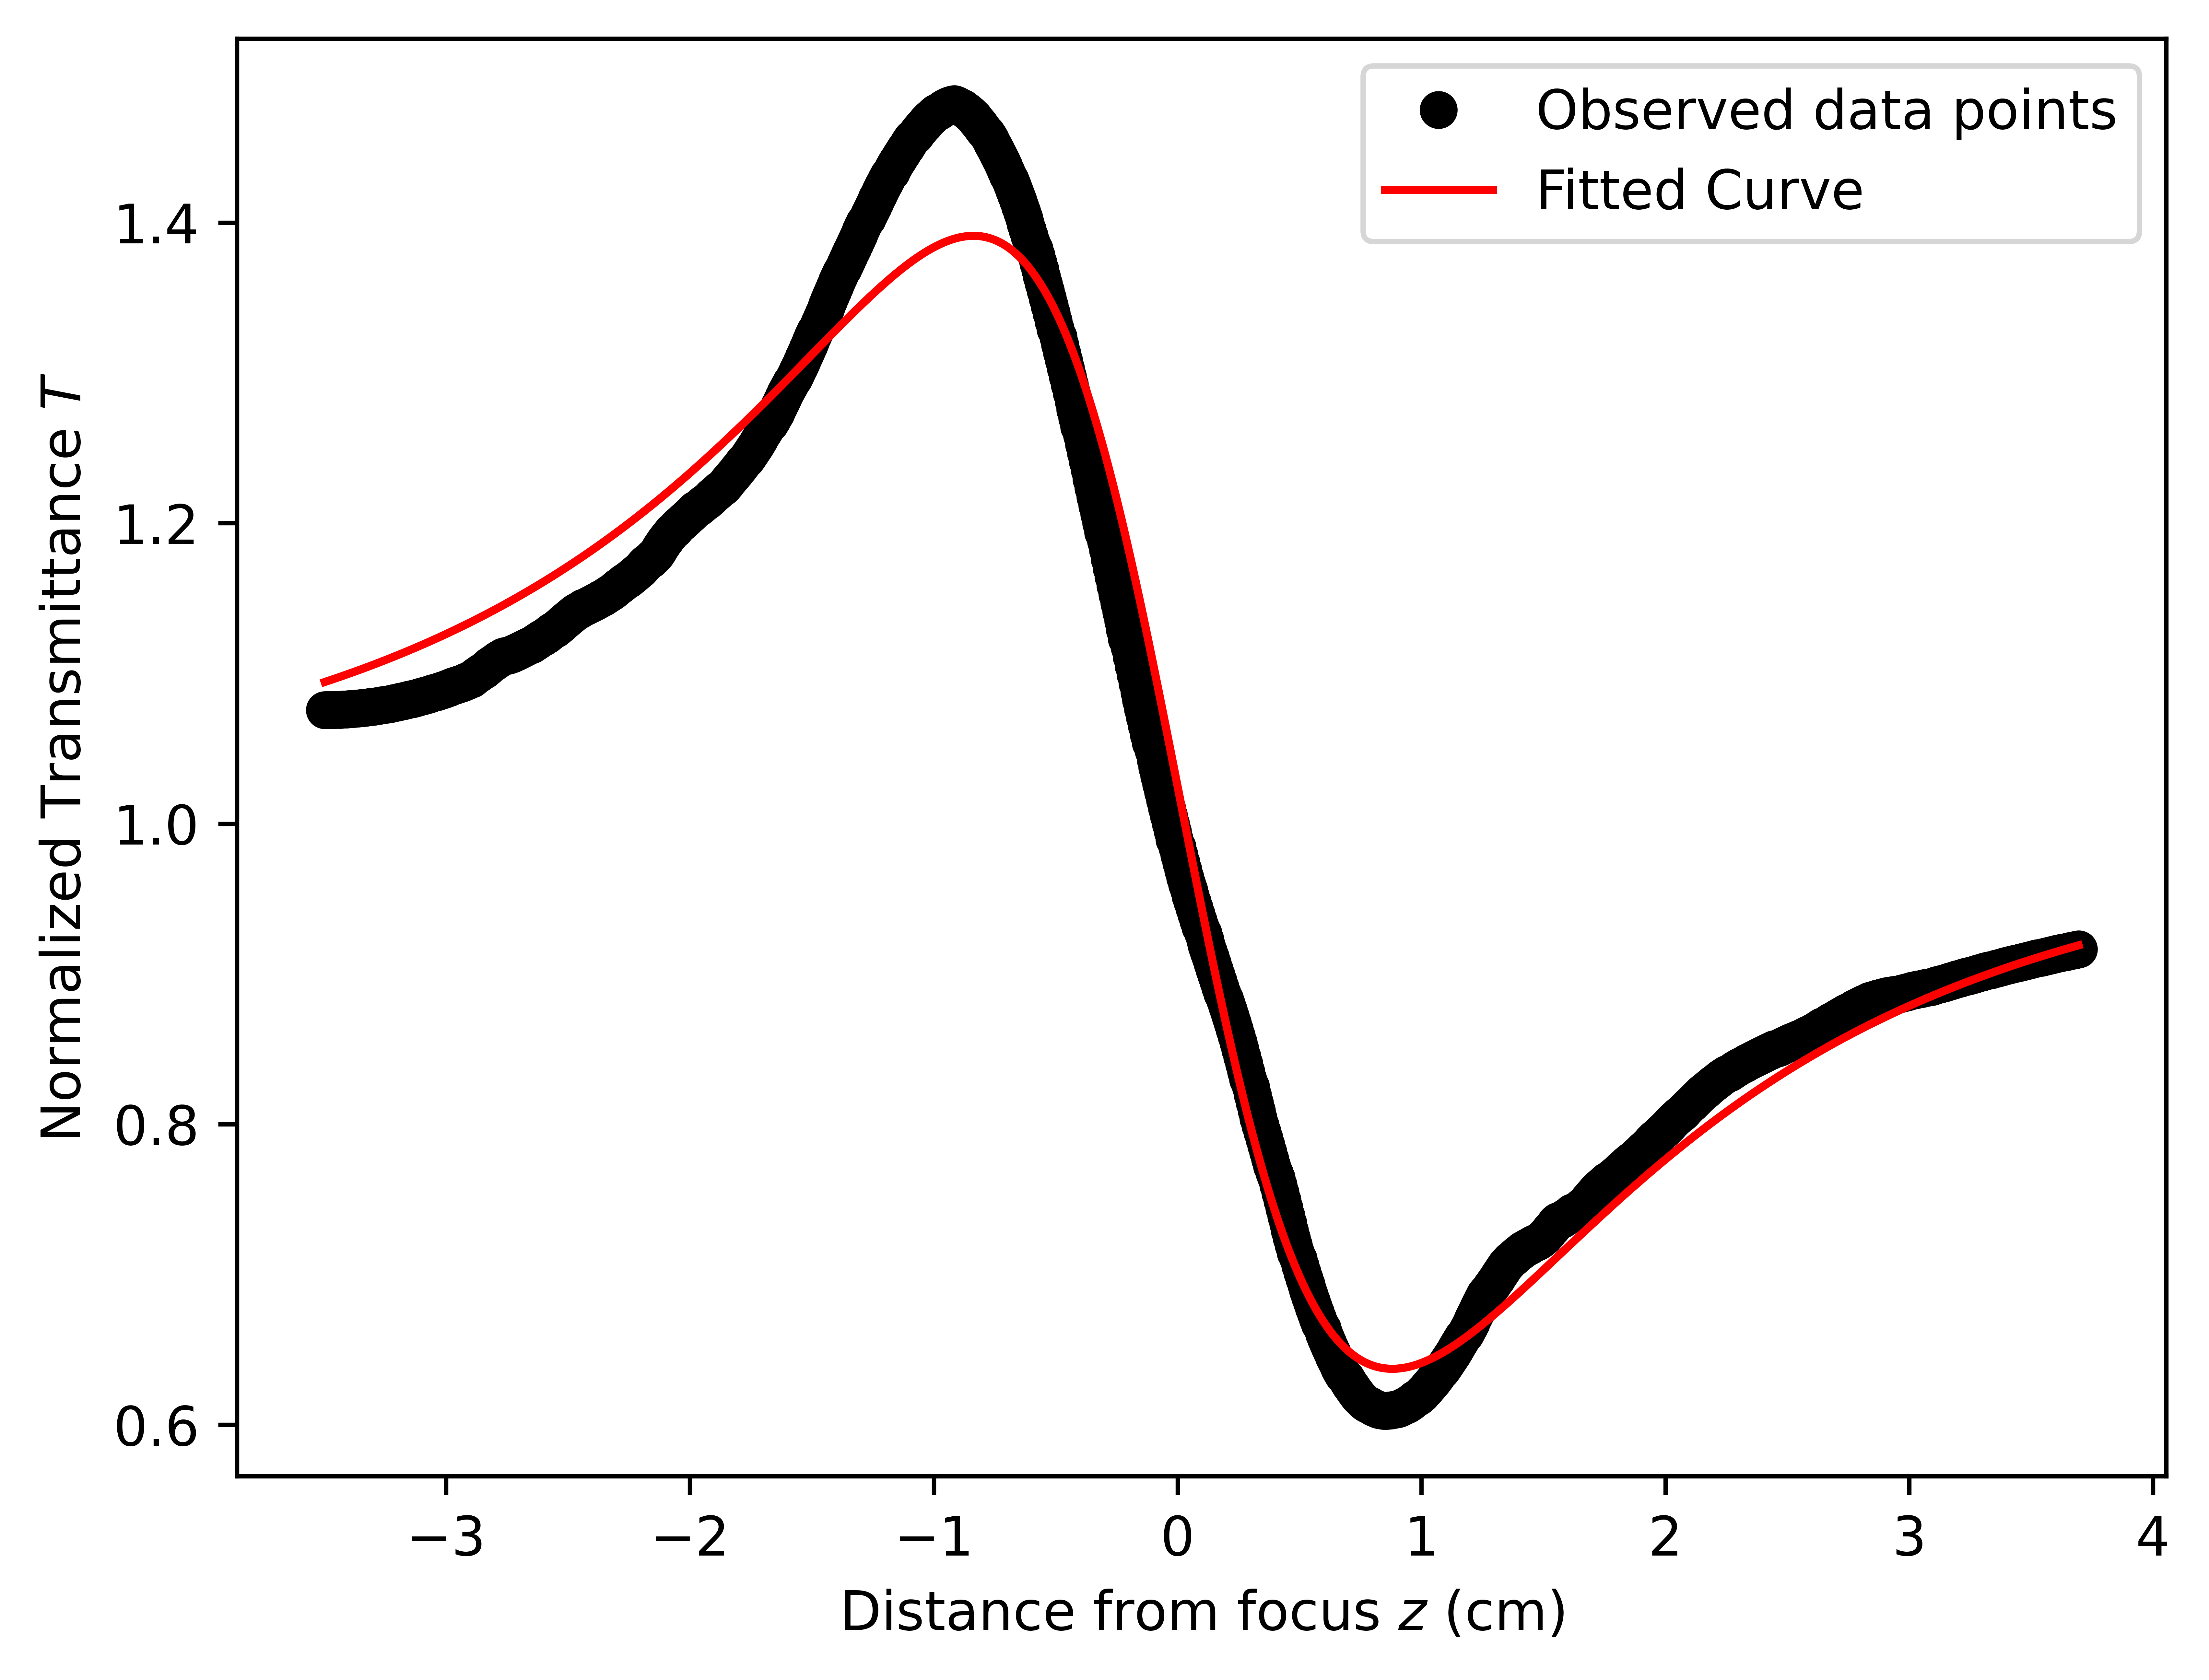 Observed data points
Fitted Curve
Normalized Transmittance T
1.4
1.2
1.0
0.8
0.6
−3 −2 −1 0 1 2 3 4
Distance from focus z (cm)